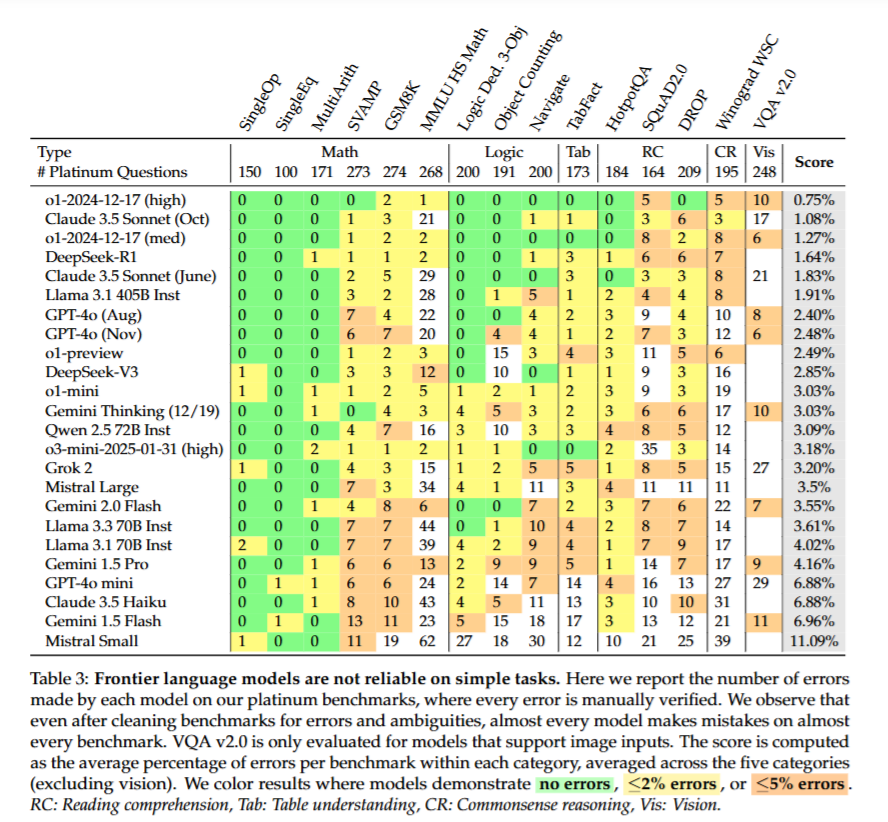 SingleOp SingleEq MultiArith SVAMP GSM8K MMLU HS Math Logic Ded. 3-Obj Object Counting Navigate TabFact HotpotQA SQuAD2.0 DROP Winograd WSC VQA v2.0
Type Math Logic Tab RC CR Vis Score
# Platinum Questions 150 100 171 273 274 268 200 191 200 173 184 164 209 195 248
o1-2024-12-17 (high) 0 0 0 0 2 1 0 0 0 0 0 5 0 5 10 0.75%
Claude 3.5 Sonnet (Oct) 0 0 0 1 3 21 0 0 1 1 0 3 6 3 17 1.08%
o1-2024-12-17 (med) 0 0 0 1 2 2 0 0 0 0 0 8 2 8 6 1.27%
DeepSeek-R1 0 0 1 1 1 2 0 0 1 3 1 6 6 7 1.64%
Claude 3.5 Sonnet (June) 0 0 0 2 5 29 0 0 0 3 0 3 3 8 21 1.83%
Llama 3.1 405B Inst 0 0 0 3 2 28 0 1 5 1 2 4 4 8 1.91%
GPT-4o (Aug) 0 0 0 7 4 22 0 0 4 2 3 9 4 10 8 2.40%
GPT-4o (Nov) 0 0 0 6 7 20 0 4 4 1 2 7 3 12 6 2.48%
o1-preview 0 0 0 1 2 3 0 15 3 4 3 11 5 6 2.49%
DeepSeek-V3 1 0 0 3 3 12 0 10 0 1 1 9 3 16 2.85%
o1-mini 1 0 1 1 2 5 1 2 1 2 3 9 3 19 3.03%
Gemini Thinking (12/19) 0 0 1 0 4 3 4 5 3 2 3 6 6 17 10 3.03%
Qwen 2.5 72B Inst 0 0 0 4 7 16 3 10 3 3 4 8 5 12 3.09%
o3-mini-2025-01-31 (high) 0 0 2 1 1 2 1 1 0 0 2 35 3 14 3.18%
Grok 2 1 0 0 4 3 15 1 2 5 5 1 8 5 15 27 3.20%
Mistral Large 0 0 0 7 3 34 4 1 11 3 4 11 11 11 3.5%
Gemini 2.0 Flash 0 0 1 4 8 6 0 0 7 2 3 7 6 22 7 3.55%
Llama 3.3 70B Inst 0 0 0 7 7 44 0 1 10 4 2 8 7 14 3.61%
Llama 3.1 70B Inst 2 0 0 7 7 39 4 2 9 4 1 7 9 17 4.02%
Gemini 1.5 Pro 0 0 1 6 6 13 2 9 9 5 1 14 7 17 9 4.16%
GPT-4o mini 0 1 1 6 6 24 2 14 7 14 4 16 13 27 29 6.88%
Claude 3.5 Haiku 0 0 1 8 10 43 4 5 11 13 3 10 10 31 6.88%
Gemini 1.5 Flash 0 1 0 13 11 23 5 15 18 17 3 13 12 21 11 6.96%
Mistral Small 1 0 0 11 19 62 27 18 30 12 10 21 25 39 11.09%
Table 3: Frontier language models are not reliable on simple tasks. Here we report the number of errors
made by each model on our platinum benchmarks, where every error is manually verified. We observe that
even after cleaning benchmarks for errors and ambiguities, almost every model makes mistakes on almost
every benchmark. VQA v2.0 is only evaluated for models that support image inputs. The score is computed
as the average percentage of errors per benchmark within each category, averaged across the five categories
(excluding vision). We color results where models demonstrate no errors, ≤2% errors, or ≤5% errors.
RC: Reading comprehension, Tab: Table understanding, CR: Commonsense reasoning, Vis: Vision.